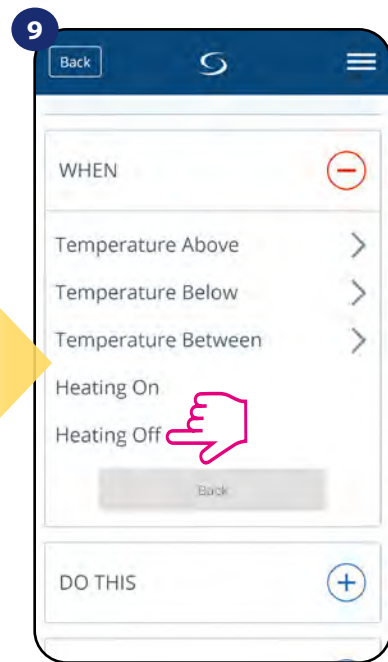 9
Back
WHEN
Temperature Above
Temperature Below
Temperature Between
Heating On
Heating Off
Back
DO THIS